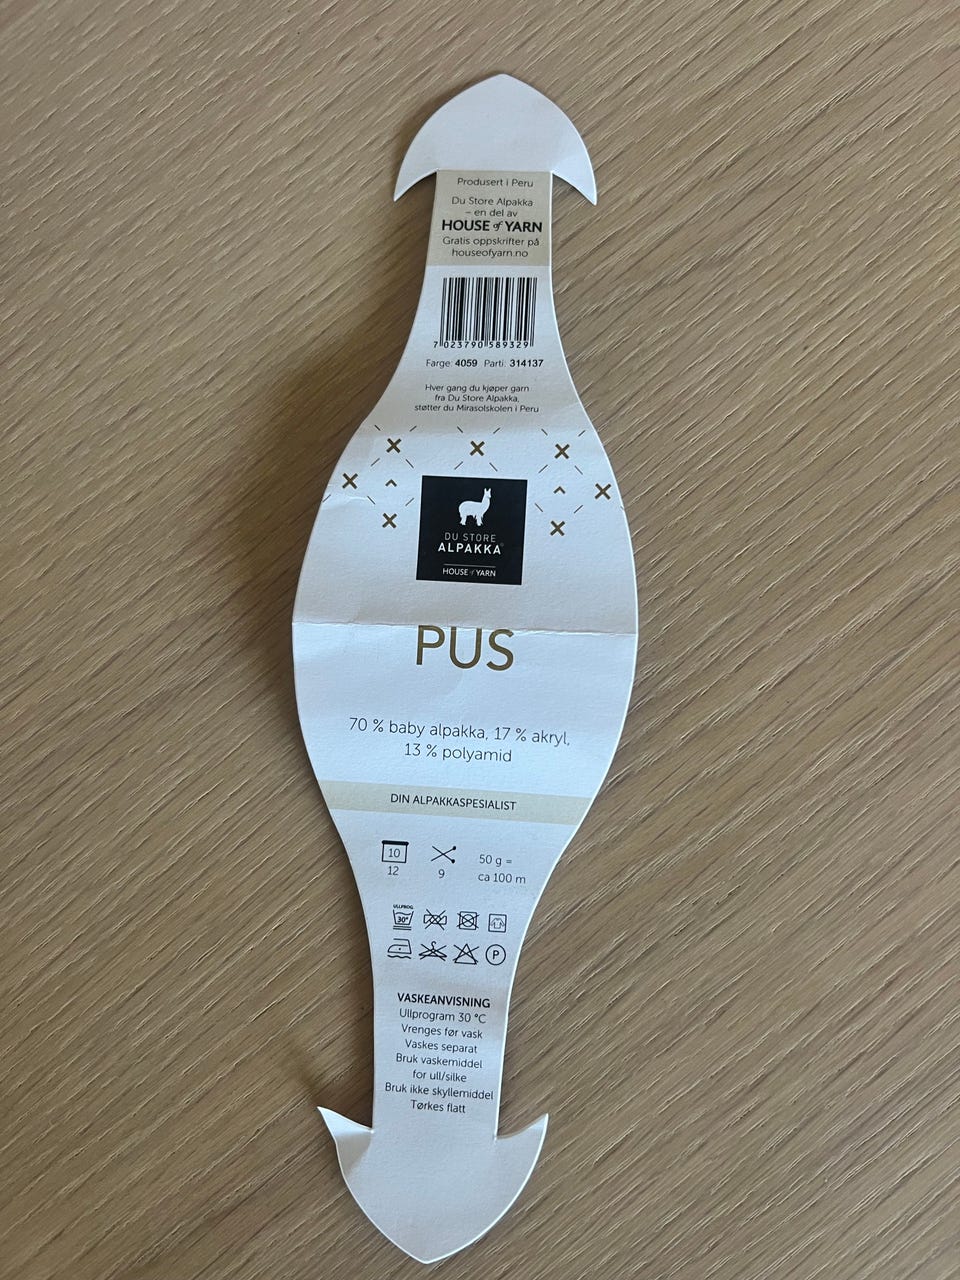 Produsert i Peru
Du Store Alpakka
– en del av
HOUSE of YARN
Gratis oppskrifter på
houseofyarn.no
7 023790 589329
Farge: 4059 Parti: 314137
Hver gang du kjøper garn
fra Du Store Alpakka,
støtter du Mirasolskolen i Peru
DU STORE
ALPAKKA
HOUSE of YARN
PUS
70 % baby alpakka, 17 % akryl,
13 % polyamid
DIN ALPAKKASPESIALIST
10
12
9
50 g =
ca 100 m
ULLPROG.
30°
P
VASKEANVISNING
Ullprogram 30 °C
Vrenges før vask
Vaskes separat
Bruk vaskemiddel
for ull/silke
Bruk ikke skyllemiddel
Tørkes flatt